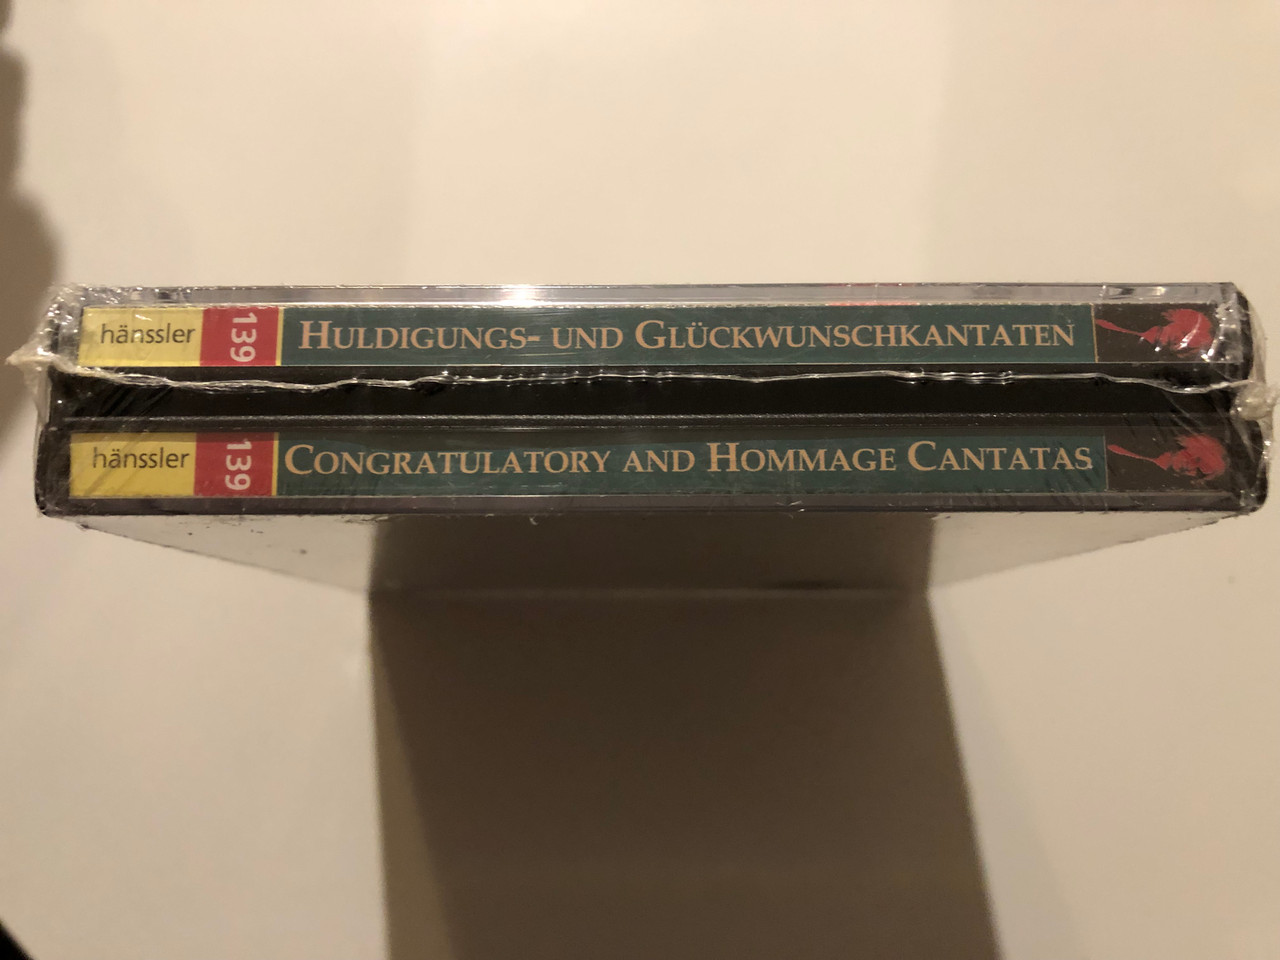 hänssler 139 HULDIGUNGS- UND GLÜCKWUNSCHKANTATEN
hänssler 139 CONGRATULATORY AND HOMMAGE CANTATAS